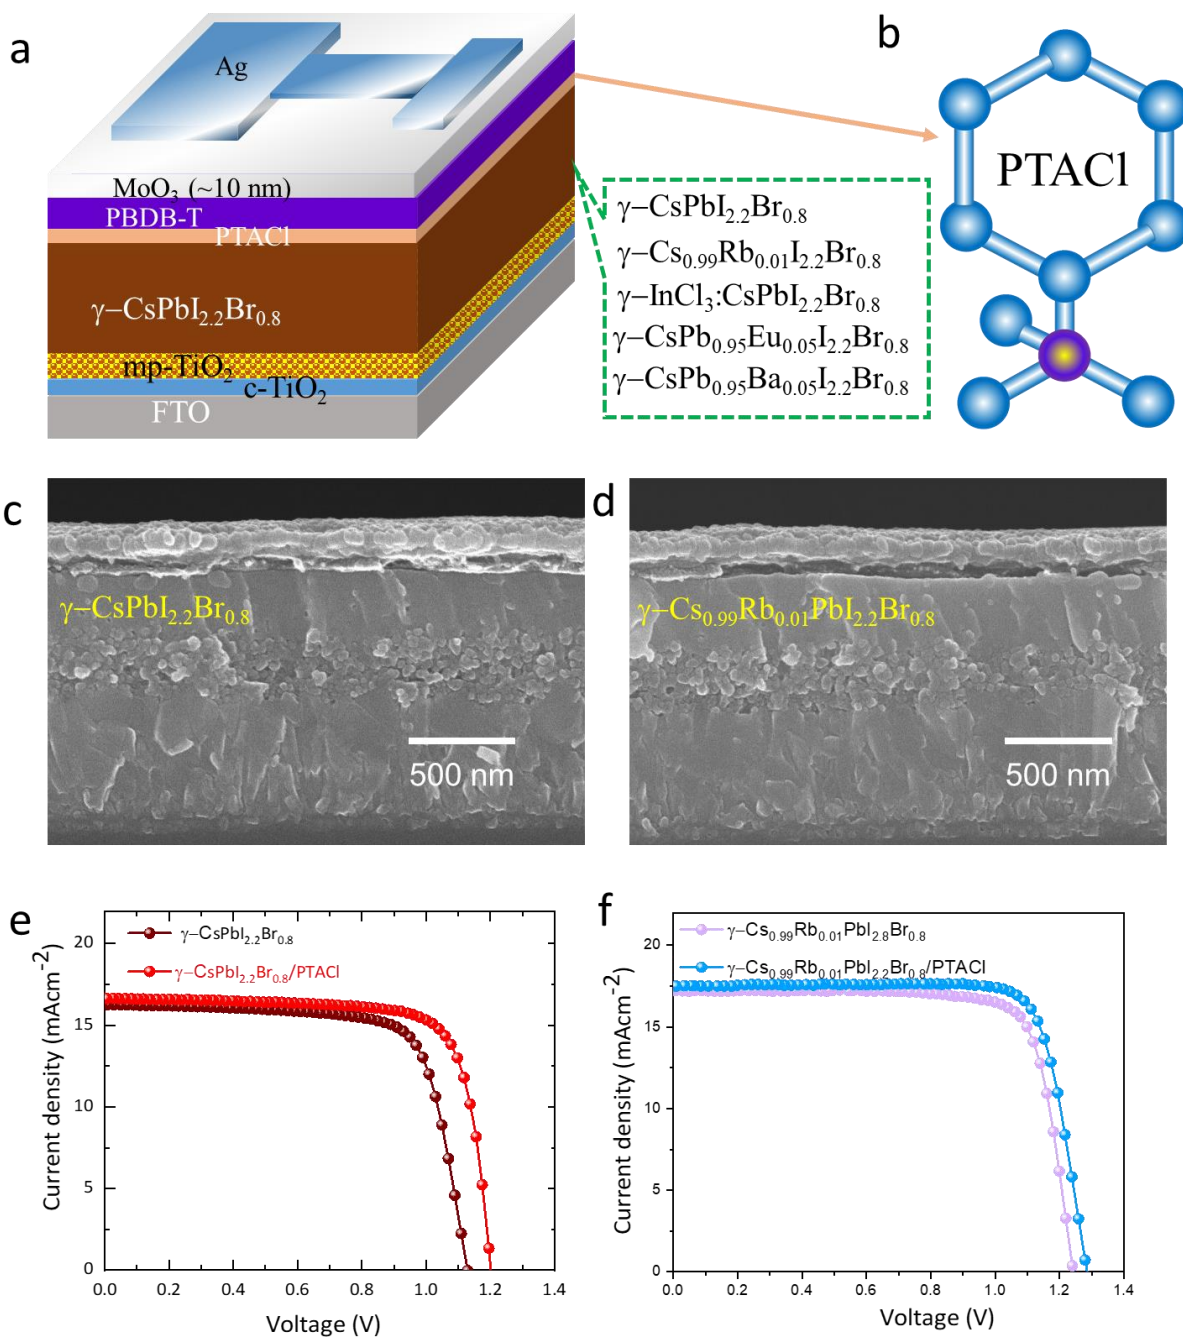 a
Ag
MoO₃ (~10 nm)
PBDB-T
PTACl
γ–CsPbI₂.₂Br₀.₈
mp-TiO₂
c-TiO₂
FTO
γ–CsPbI₂.₂Br₀.₈
γ–Cs₀.₉₉Rb₀.₀₁I₂.₂Br₀.₈
γ–InCl₃:CsPbI₂.₂Br₀.₈
γ–CsPb₀.₉₅Eu₀.₀₅I₂.₂Br₀.₈
γ–CsPb₀.₉₅Ba₀.₀₅I₂.₂Br₀.₈
b
PTACl
c
γ–CsPbI₂.₂Br₀.₈
500 nm
d
γ–Cs₀.₉₉Rb₀.₀₁PbI₂.₂Br₀.₈
500 nm
e
γ–CsPbI₂.₂Br₀.₈
γ–CsPbI₂.₂Br₀.₈/PTACl
20
15
10
5
0
0.0 0.2 0.4 0.6 0.8 1.0 1.2 1.4
Current density (mAcm⁻²)
Voltage (V)
f
γ–Cs₀.₉₉Rb₀.₀₁PbI₂.₈Br₀.₈
γ–Cs₀.₉₉Rb₀.₀₁PbI₂.₂Br₀.₈/PTACl
20
15
10
5
0
0.0 0.2 0.4 0.6 0.8 1.0 1.2 1.4
Current density (mAcm⁻²)
Voltage (V)